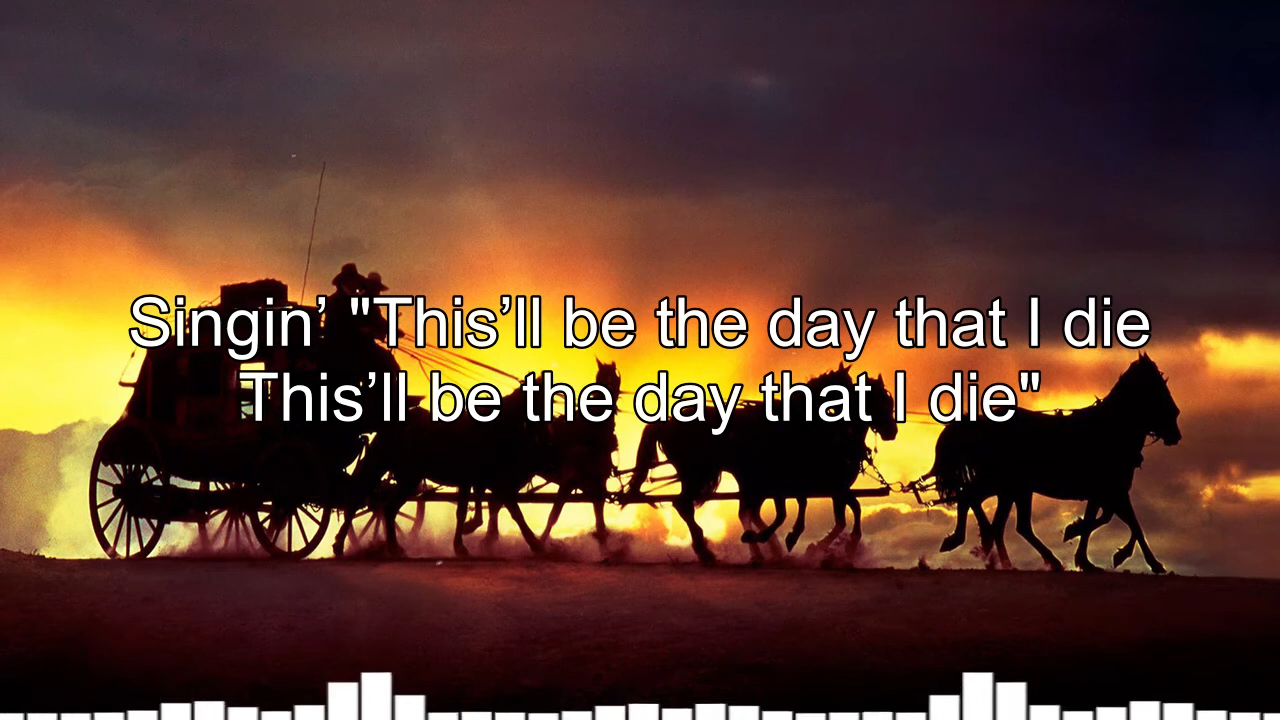 Singin’ "This’ll be the day that I die
This’ll be the day that I die"